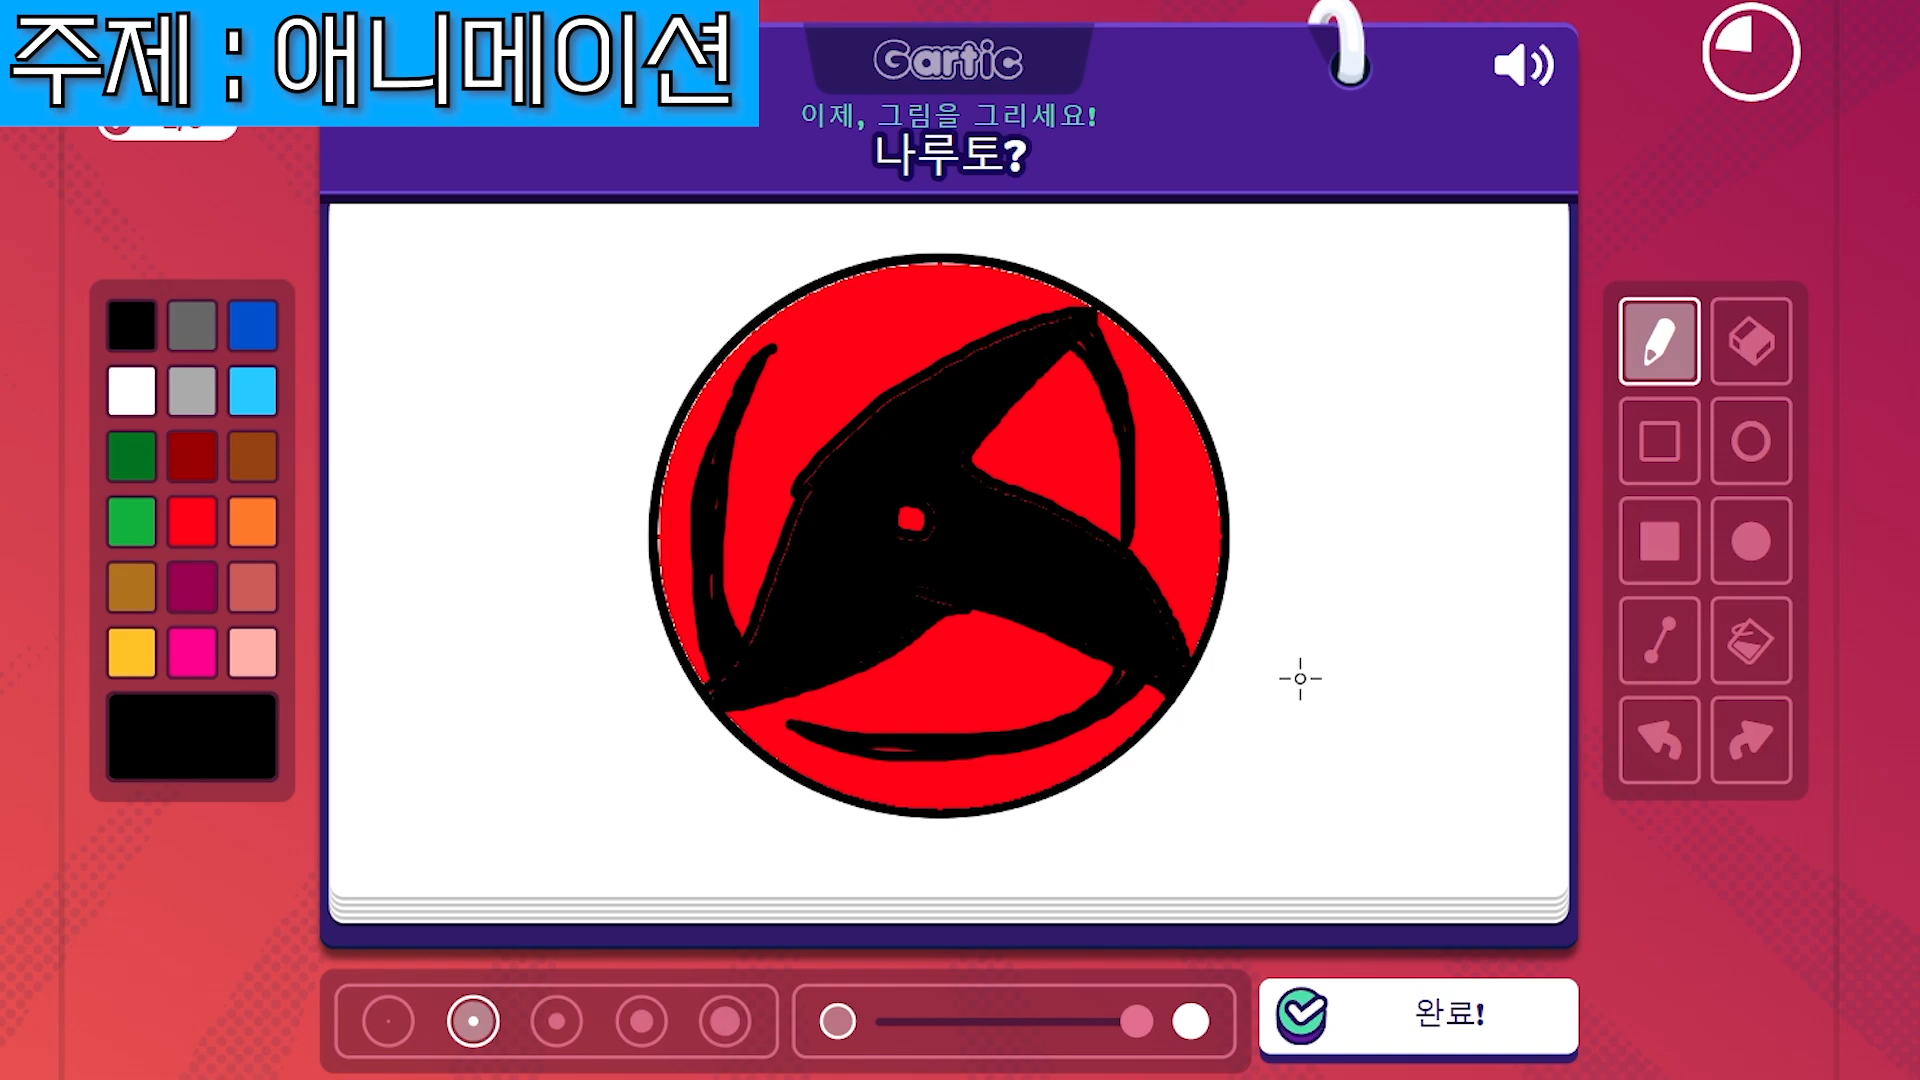 주제 : 애니메이션
Gartic
이제, 그림을 그리세요!
나루토?
완료!